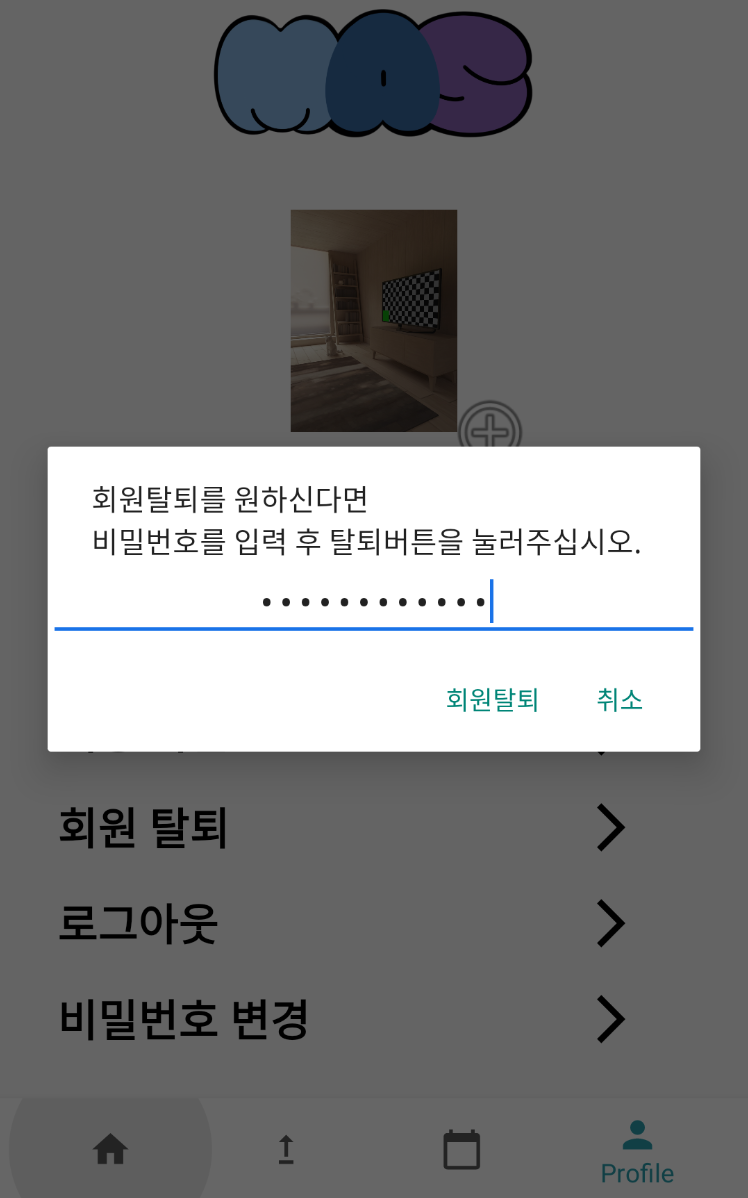 MAS
회원탈퇴를 원하신다면
비밀번호를 입력 후 탈퇴버튼을 눌러주십시오.
••••••••••••
회원탈퇴 취소
회원 탈퇴
로그아웃
비밀번호 변경
Profile